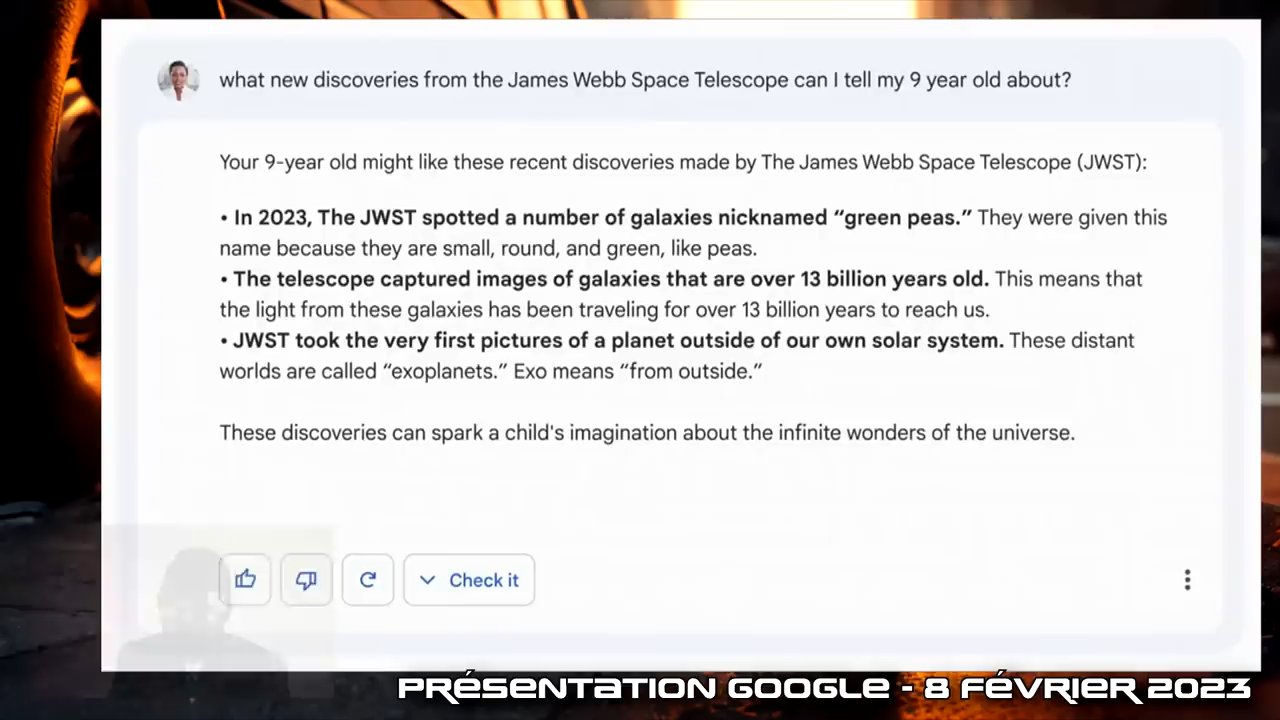 what new discoveries from the James Webb Space Telescope can I tell my 9 year old about?
Your 9-year old might like these recent discoveries made by The James Webb Space Telescope (JWST):
• In 2023, The JWST spotted a number of galaxies nicknamed “green peas.” They were given this
name because they are small, round, and green, like peas.
• The telescope captured images of galaxies that are over 13 billion years old. This means that
the light from these galaxies has been traveling for over 13 billion years to reach us.
• JWST took the very first pictures of a planet outside of our own solar system. These distant
worlds are called “exoplanets.” Exo means “from outside.”
These discoveries can spark a child's imagination about the infinite wonders of the universe.
Check it
PRÉSENTATION GOOGLE - 8 FÉVRIER 2023